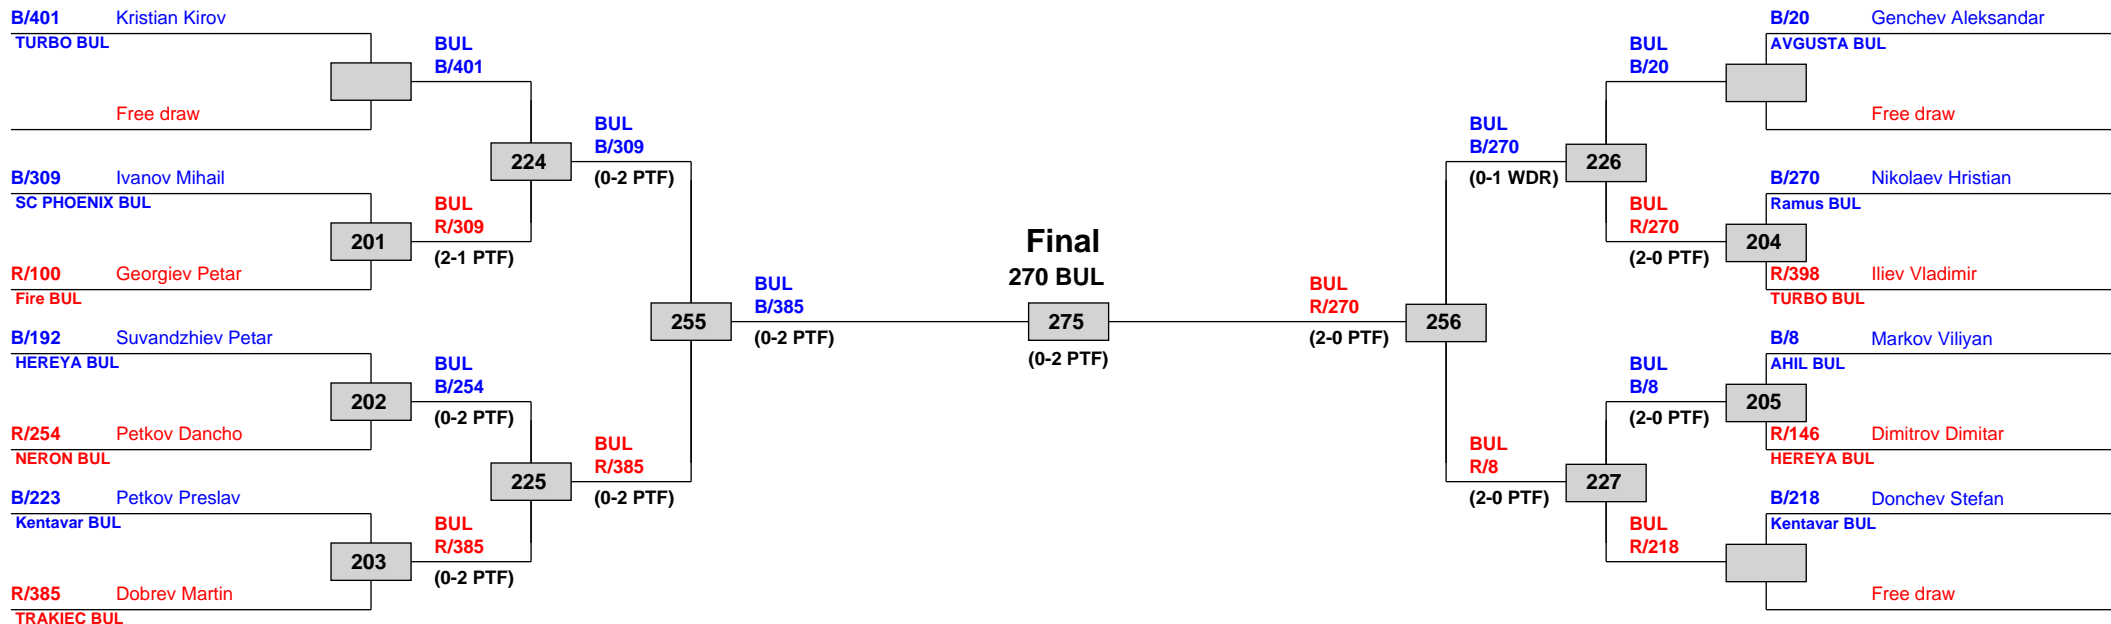 B/401 Kristian Kirov
TURBO BUL
Free draw
B/309 Ivanov Mihail
SC PHOENIX BUL
R/100 Georgiev Petar
Fire BUL
B/192 Suvandzhiev Petar
HEREYA BUL
R/254 Petkov Dancho
NERON BUL
B/223 Petkov Preslav
Kentavar BUL
R/385 Dobrev Martin
TRAKIEC BUL
201
202
203
BUL
B/401
BUL
R/309
(2-1 PTF)
BUL
B/254
(0-2 PTF)
BUL
R/385
(0-2 PTF)
224
225
BUL
B/309
(0-2 PTF)
BUL
R/385
(0-2 PTF)
255
BUL
B/385
(0-2 PTF)
Final
270 BUL
275
(0-2 PTF)
BUL
R/270
(2-0 PTF)
256
BUL
B/270
(0-1 WDR)
BUL
R/8
(2-0 PTF)
226
227
BUL
B/20
BUL
R/270
(2-0 PTF)
BUL
B/8
(2-0 PTF)
BUL
R/218
204
205
B/20 Genchev Aleksandar
AVGUSTA BUL
Free draw
B/270 Nikolaev Hristian
Ramus BUL
R/398 Iliev Vladimir
TURBO BUL
B/8 Markov Viliyan
AHIL BUL
R/146 Dimitrov Dimitar
HEREYA BUL
B/218 Donchev Stefan
Kentavar BUL
Free draw